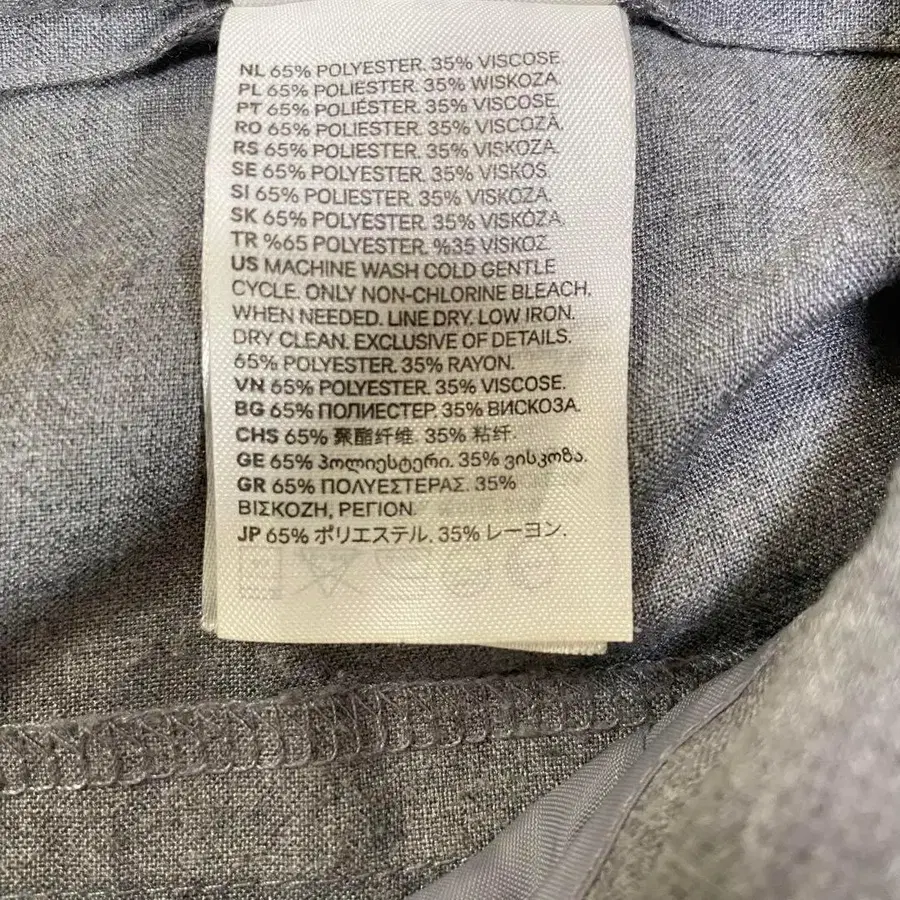 NL 65% POLYESTER. 35% VISCOSE
PL 65% POLIESTER. 35% WISKOZA.
PT 65% POLIÉSTER. 35% VISCOSE.
RO 65% POLIESTER. 35% VISCOZĂ.
RS 65% POLIESTER. 35% VISKOZA.
SE 65% POLYESTER. 35% VISKOS.
SI 65% POLIESTER. 35% VISKOZA.
SK 65% POLYESTER. 35% VISKÓZA.
TR %65 POLYESTER. %35 VISKOZ
US MACHINE WASH COLD GENTLE
CYCLE. ONLY NON-CHLORINE BLEACH,
WHEN NEEDED. LINE DRY. LOW IRON.
DRY CLEAN. EXCLUSIVE OF DETAILS.
65% POLYESTER. 35% RAYON.
VN 65% POLYESTER. 35% VISCOSE.
BG 65% ПОЛИЕСТЕР. 35% ВИСКОЗА.
CHS 65% 聚酯纤维. 35% 粘纤.
GE 65% პოლიესტერი. 35% ვისკოზა.
GR 65% ΠΟΛΥΕΣΤΕΡΑΣ. 35%
ΒΙΣΚΟΖΗ, ΡΕΓΙΟΝ.
JP 65% ポリエステル. 35% レーヨン.